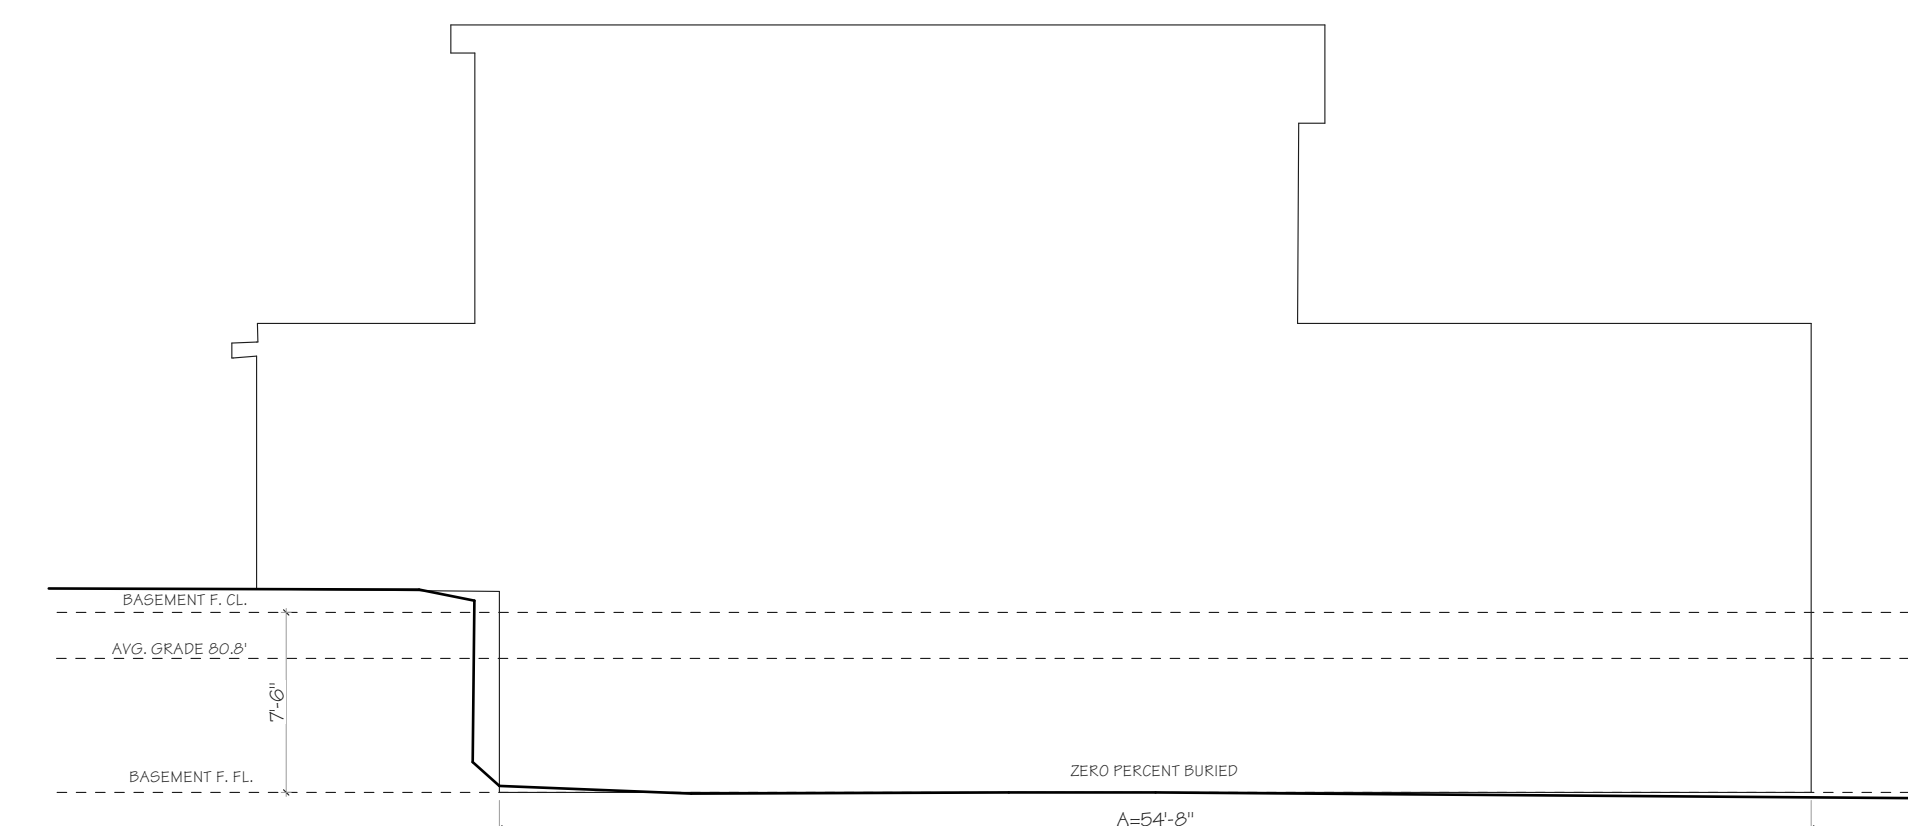 BASEMENT F. CL.
AVG. GRADE 80.8'
7'-6"
BASEMENT F. FL.
ZERO PERCENT BURIED
A=54'-8"